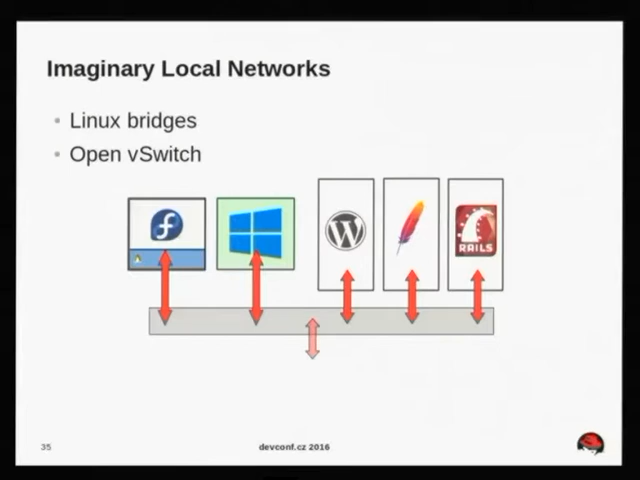 Imaginary Local Networks
Linux bridges
Open vSwitch
RAILS
35
devconf.cz 2016